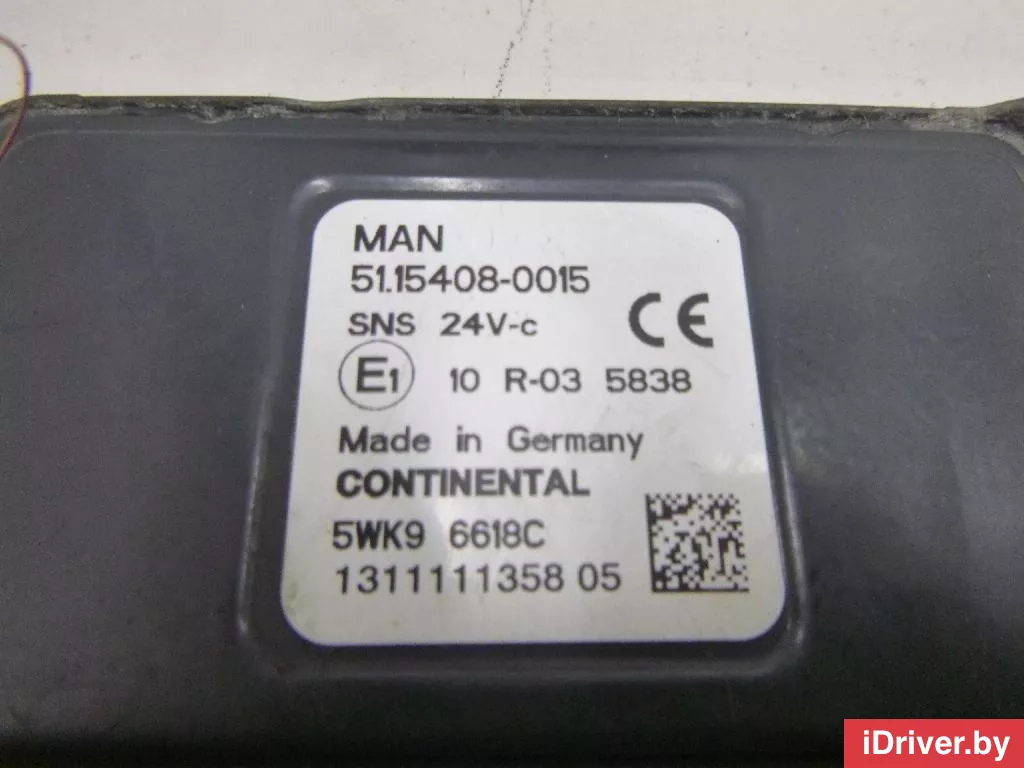 MAN
51.15408-0015
SNS 24V-c CE
E1 10 R-03 5838
Made in Germany
CONTINENTAL
5WK9 6618C
1311111358 05
iDriver.by